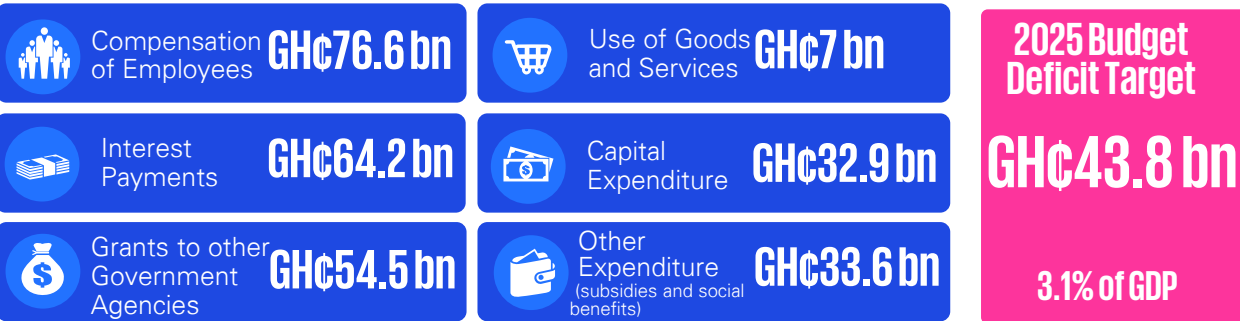 Compensation
of Employees
GH₵76.6 bn
Use of Goods
and Services
GH₵7 bn
Interest
Payments
GH₵64.2 bn
Capital
Expenditure
GH₵32.9 bn
Grants to other
Government
Agencies
GH₵54.5 bn
Other
Expenditure
(subsidies and social
benefits)
GH₵33.6 bn
2025 Budget
Deficit Target
GH₵43.8 bn
3.1% of GDP